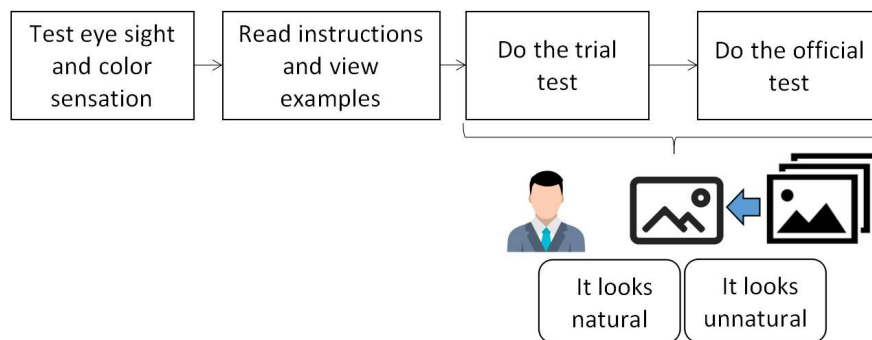 Test eye sight
and color
sensation
Read instructions
and view
examples
Do the trial
test
Do the official
test
It looks
natural
It looks
unnatural